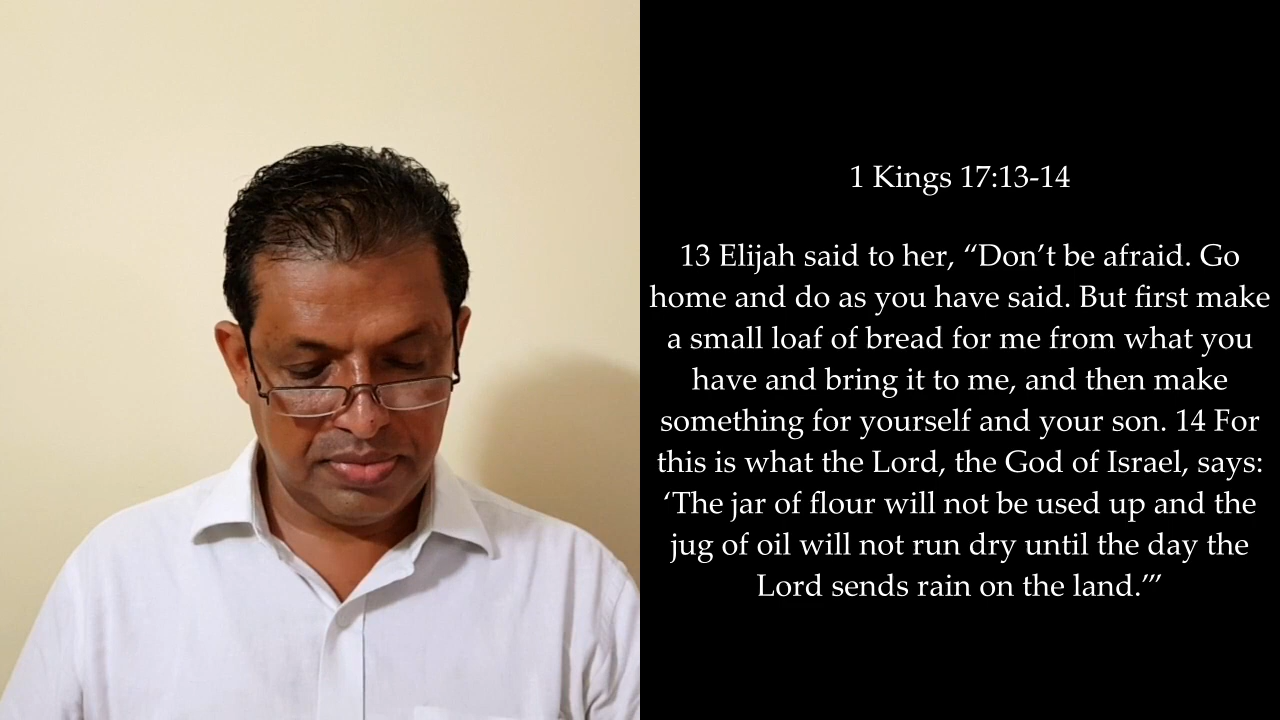 1 Kings 17:13-14
13 Elijah said to her, “Don’t be afraid. Go
home and do as you have said. But first make
a small loaf of bread for me from what you
have and bring it to me, and then make
something for yourself and your son. 14 For
this is what the Lord, the God of Israel, says:
‘The jar of flour will not be used up and the
jug of oil will not run dry until the day the
Lord sends rain on the land.’”